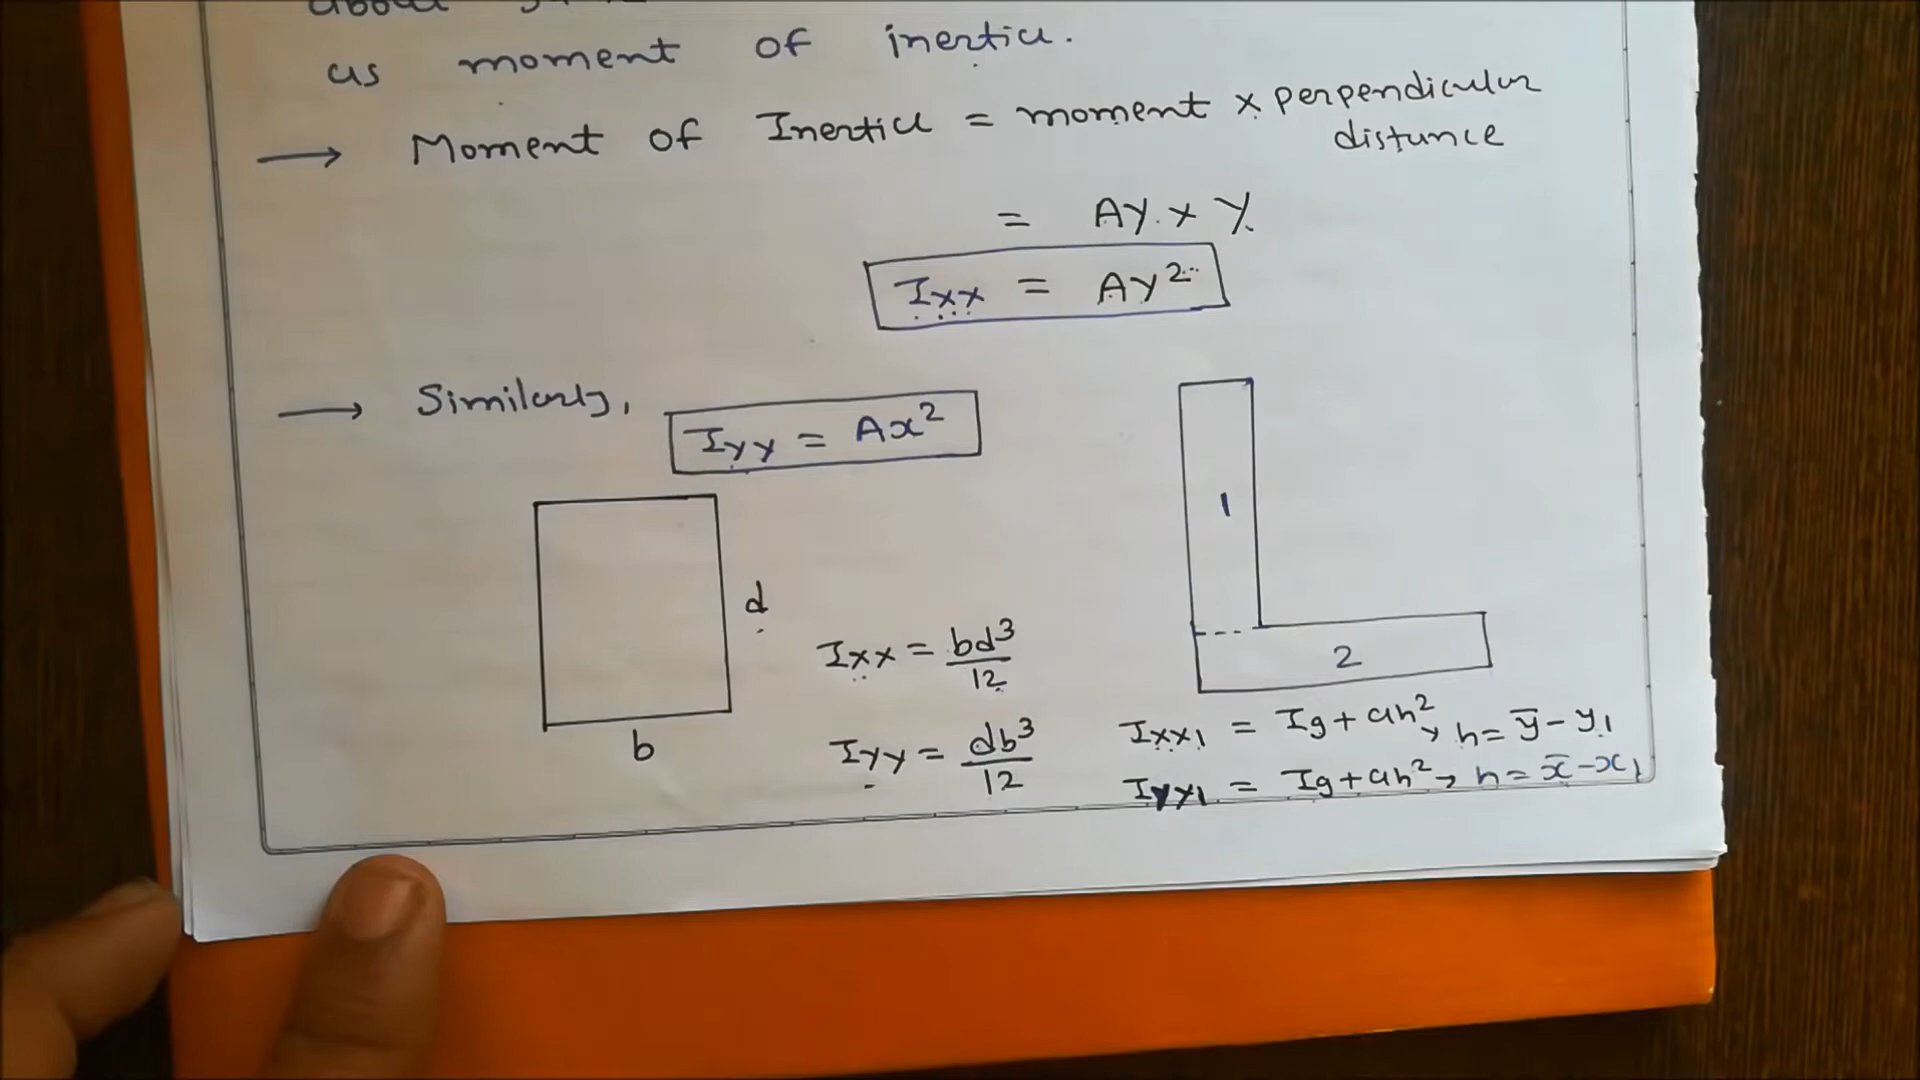 about
as moment of inertia.
→ Moment of Inertia = moment × perpendicular
distance
= Ay × y
Ixx = Ay²
→ Similarly,
Iyy = Ax²
1
d
Ixx = bd³/12
2
b
Iyy = db³/12
Ixx1 = Ig + ah², h = ȳ - y1
Iyy1 = Ig + ah², h = x̄ - x1